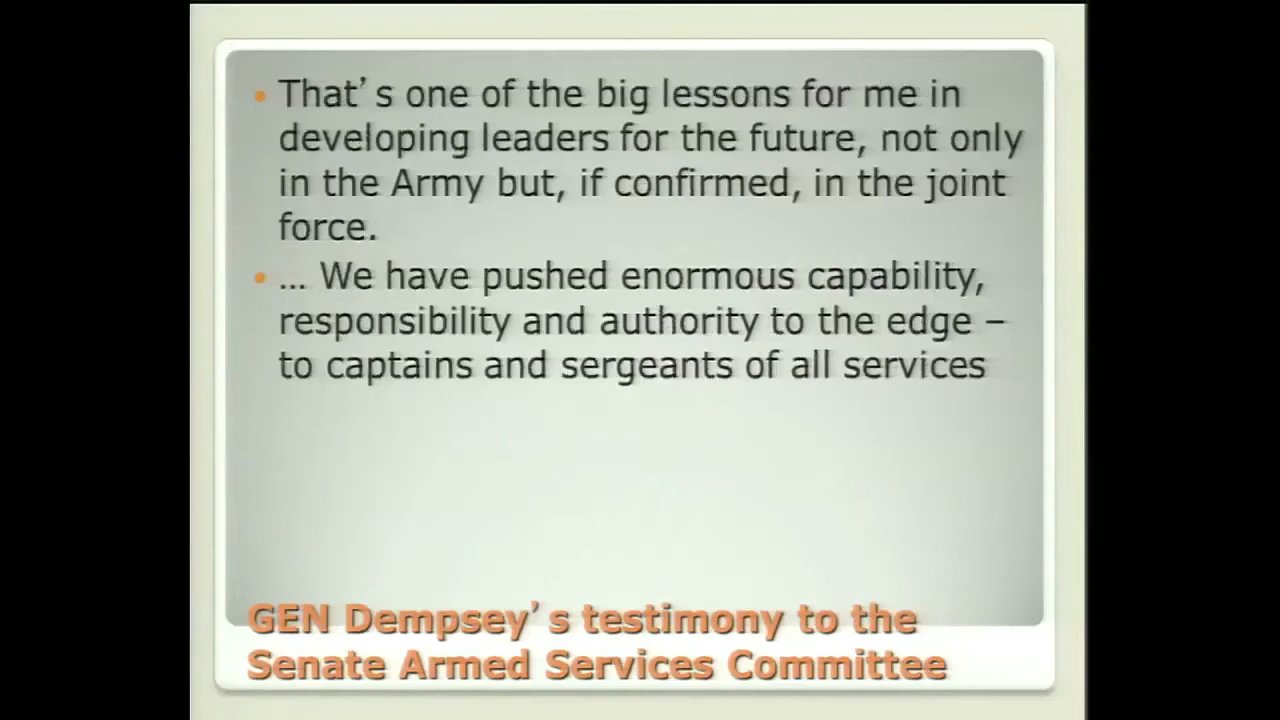 • That’s one of the big lessons for me in
developing leaders for the future, not only
in the Army but, if confirmed, in the joint
force.
• … We have pushed enormous capability,
responsibility and authority to the edge –
to captains and sergeants of all services
GEN Dempsey’s testimony to the
Senate Armed Services Committee